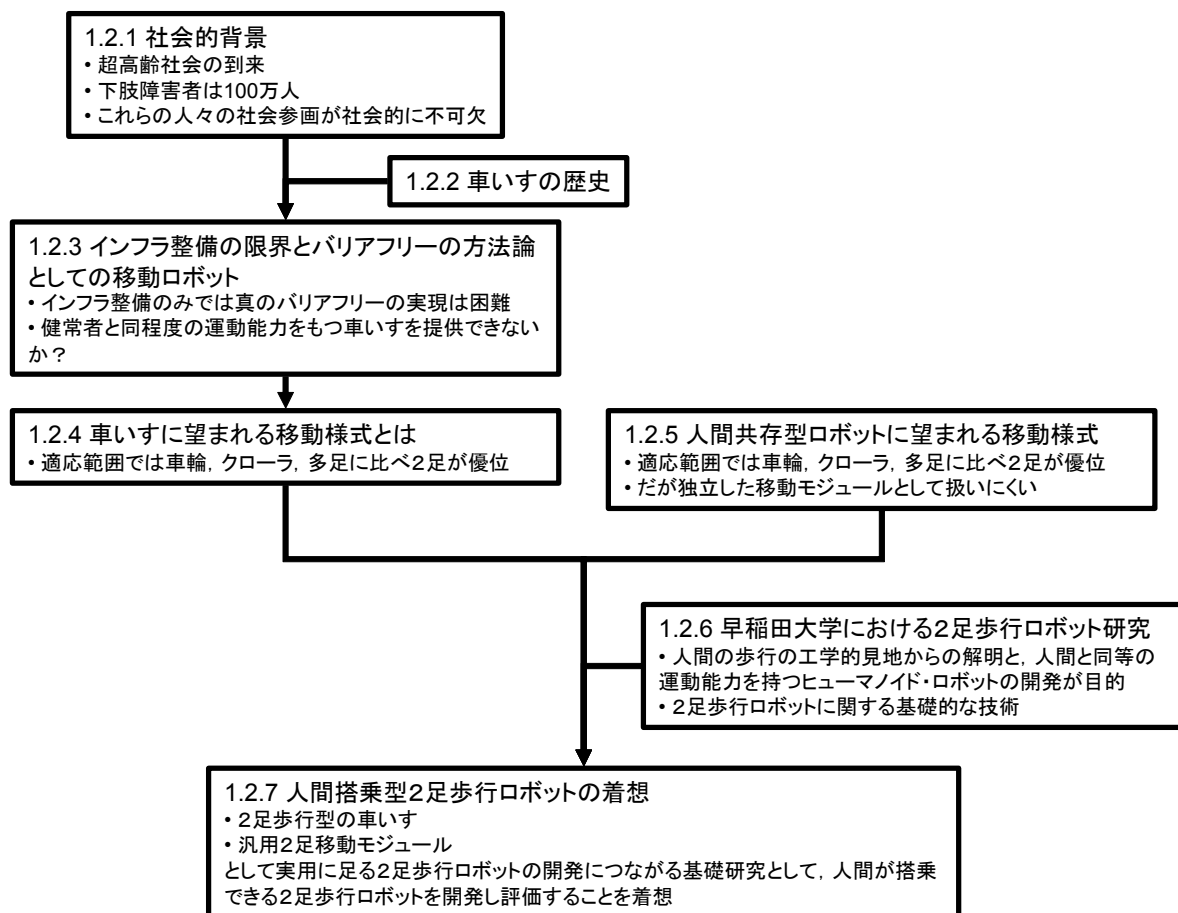 1.2.1 社会的背景
• 超高齢社会の到来
• 下肢障害者は100万人
• これらの人々の社会参画が社会的に不可欠
1.2.2 車いすの歴史
1.2.3 インフラ整備の限界とバリアフリーの方法論
としての移動ロボット
• インフラ整備のみでは真のバリアフリーの実現は困難
• 健常者と同程度の運動能力をもつ車いすを提供できない
か？
1.2.4 車いすに望まれる移動様式とは
• 適応範囲では車輪，クローラ，多足に比べ２足が優位
1.2.5 人間共存型ロボットに望まれる移動様式
• 適応範囲では車輪，クローラ，多足に比べ２足が優位
• だが独立した移動モジュールとして扱いにくい
1.2.6 早稲田大学における２足歩行ロボット研究
• 人間の歩行の工学的見地からの解明と，人間と同等の
運動能力を持つヒューマノイド・ロボットの開発が目的
• ２足歩行ロボットに関する基礎的な技術
1.2.7 人間搭乗型２足歩行ロボットの着想
• ２足歩行型の車いす
• 汎用２足移動モジュール
として実用に足る２足歩行ロボットの開発につながる基礎研究として，人間が搭乗
できる２足歩行ロボットを開発し評価することを着想